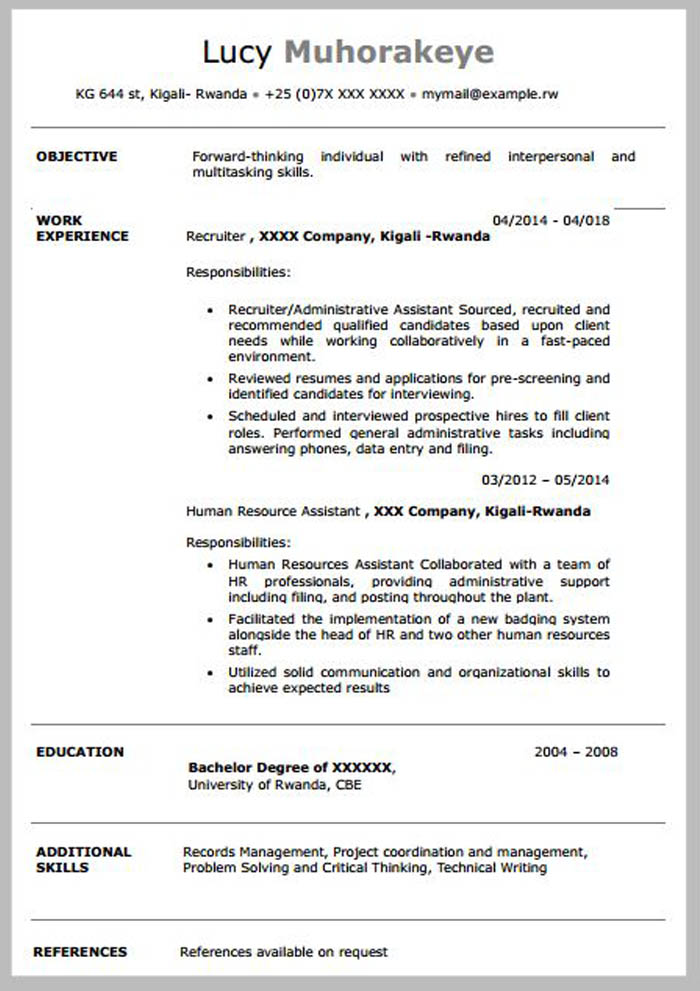 Lucy Muhorakeye
KG 644 st, Kigali- Rwanda • +25 (0)7X XXX XXXX • mymail@example.rw
OBJECTIVE
Forward-thinking individual with refined interpersonal and
multitasking skills.
WORK
EXPERIENCE
04/2014 - 04/018
Recruiter , XXXX Company, Kigali -Rwanda
Responsibilities:
• Recruiter/Administrative Assistant Sourced, recruited and
recommended qualified candidates based upon client
needs while working collaboratively in a fast-paced
environment.
• Reviewed resumes and applications for pre-screening and
identified candidates for interviewing.
• Scheduled and interviewed prospective hires to fill client
roles. Performed general administrative tasks including
answering phones, data entry and filing.
03/2012 – 05/2014
Human Resource Assistant , XXX Company, Kigali-Rwanda
Responsibilities:
• Human Resources Assistant Collaborated with a team of
HR professionals, providing administrative support
including filing, and posting throughout the plant.
• Facilitated the implementation of a new badging system
alongside the head of HR and two other human resources
staff.
• Utilized solid communication and organizational skills to
achieve expected results
EDUCATION
2004 – 2008
Bachelor Degree of XXXXXX,
University of Rwanda, CBE
ADDITIONAL
SKILLS
Records Management, Project coordination and management,
Problem Solving and Critical Thinking, Technical Writing
REFERENCES
References available on request